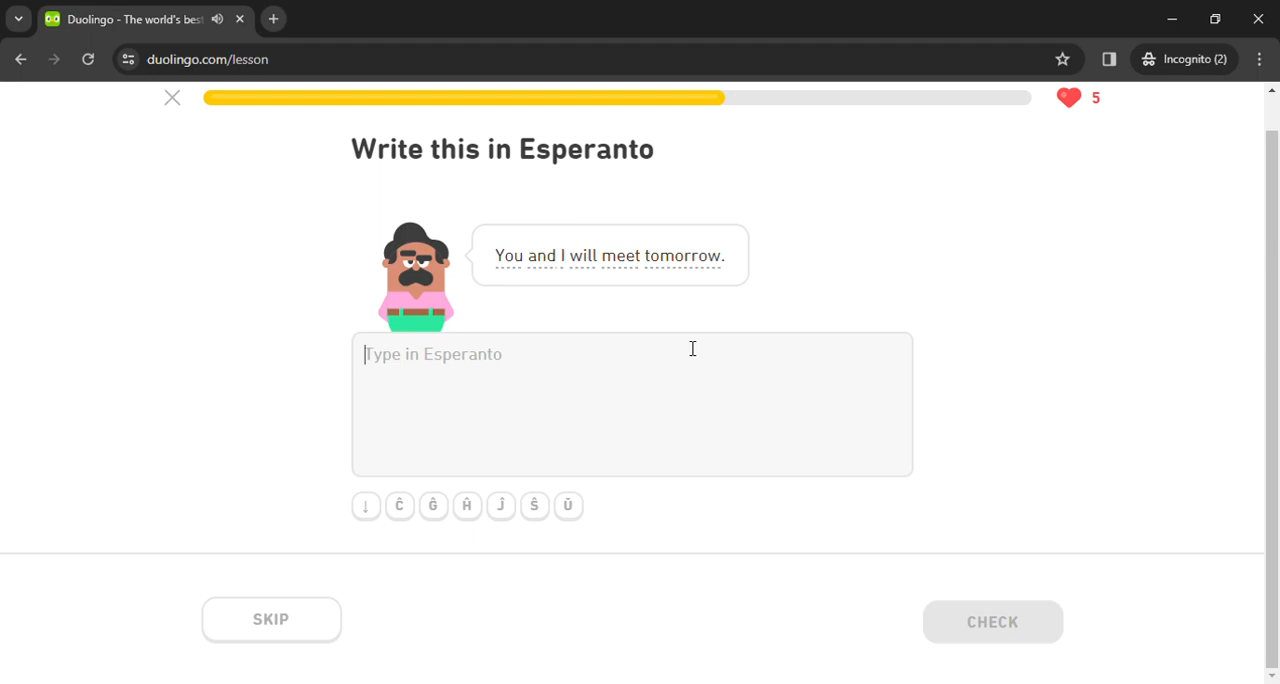 Duolingo - The world's best
duolingo.com/lesson
Incognito (2)
5
Write this in Esperanto
You and I will meet tomorrow.
Type in Esperanto
↓ Ĉ Ĝ Ĥ Ĵ Ŝ Ŭ
SKIP
CHECK